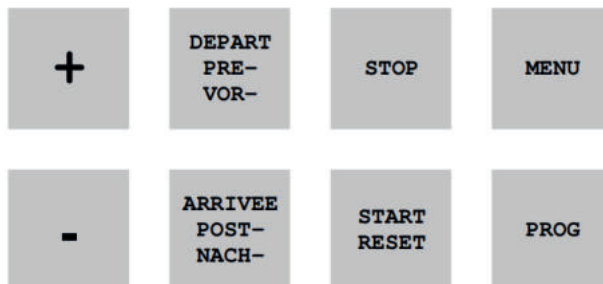 +
DEPART
PRE-
VOR-
STOP
MENU
-
ARRIVEE
POST-
NACH-
START
RESET
PROG